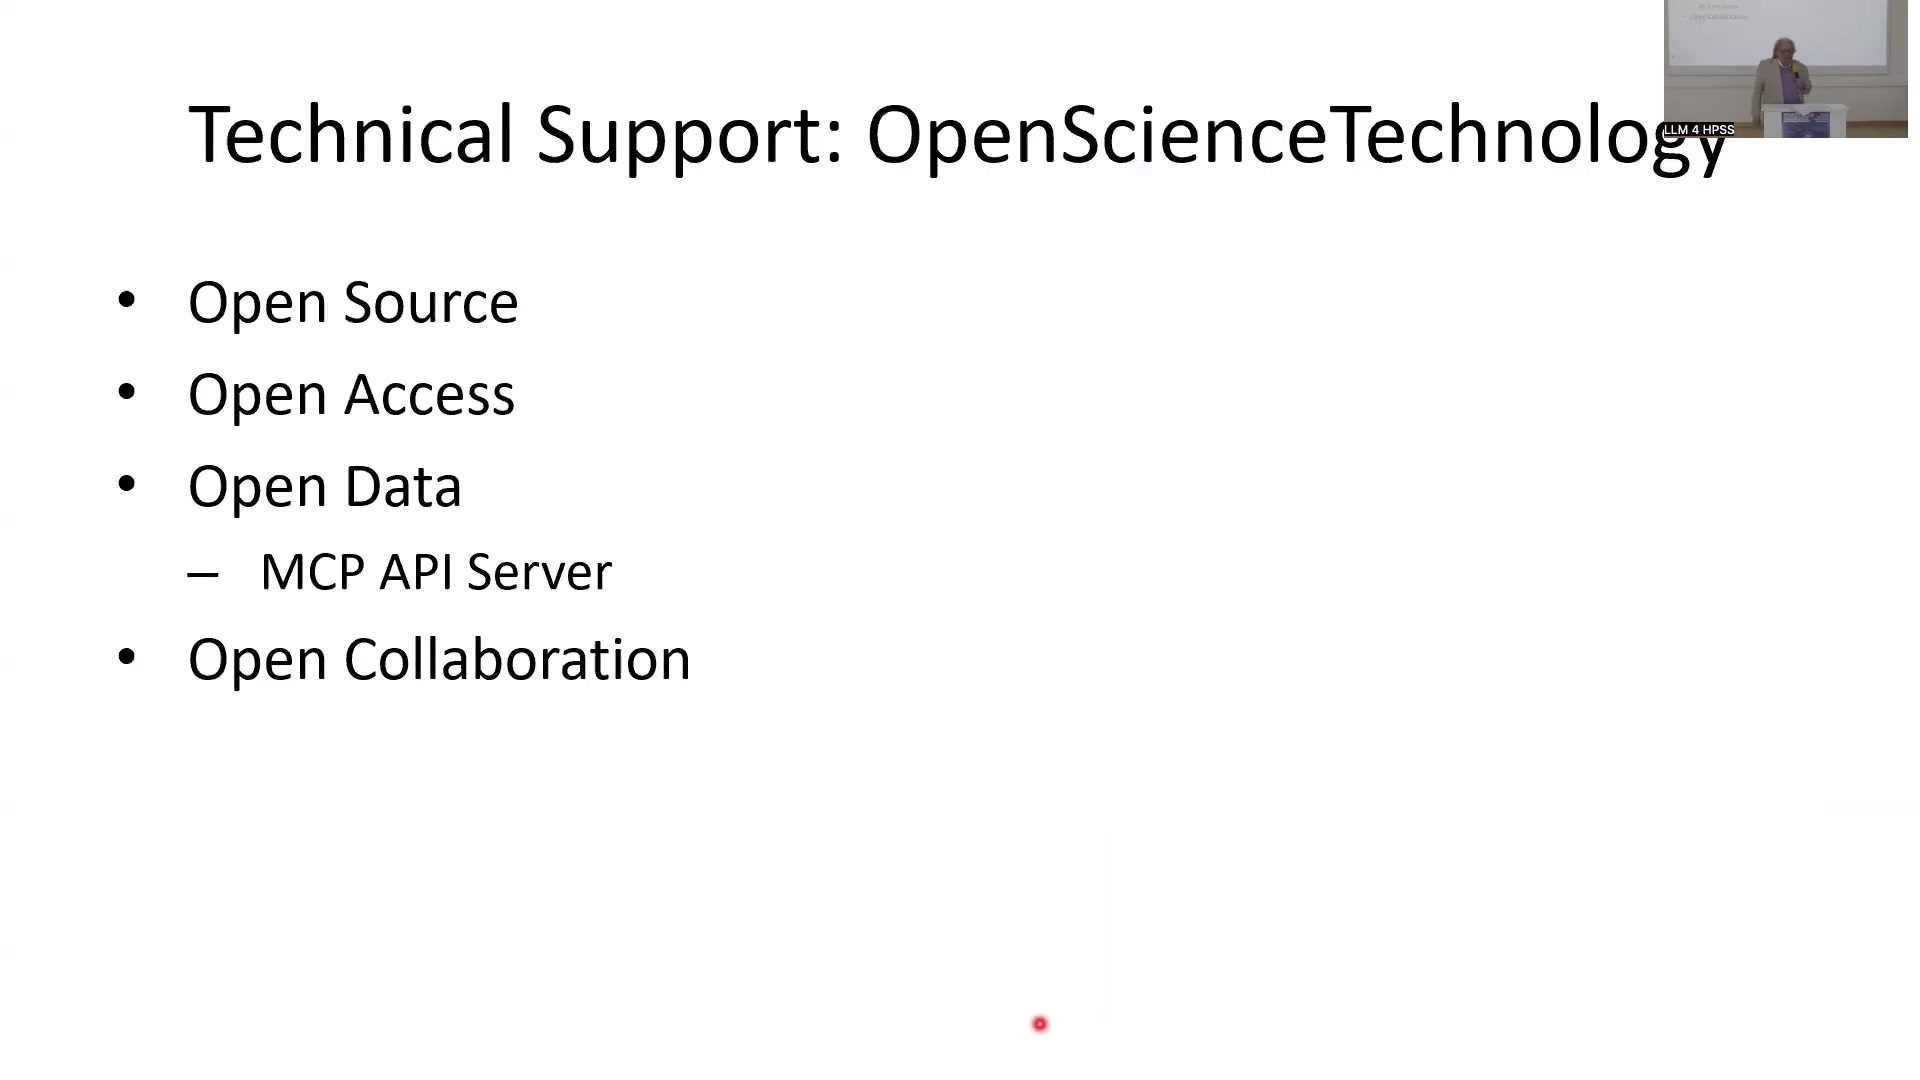 Technical Support: OpenScienceTechnology
LLM 4 HPSS
• Open Source
• Open Access
• Open Data
– MCP API Server
• Open Collaboration